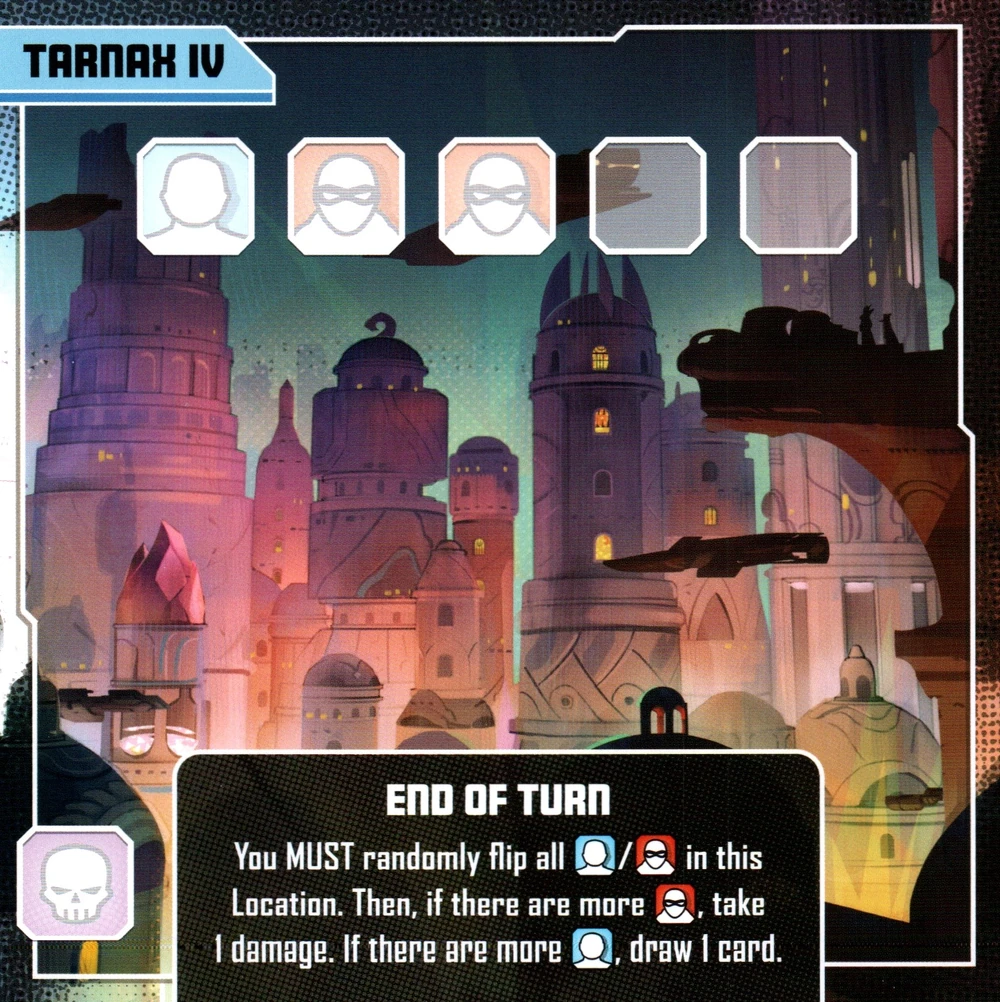 TARNAX IV
END OF TURN
You MUST randomly flip all / in this
Location. Then, if there are more , take
1 damage. If there are more , draw 1 card.